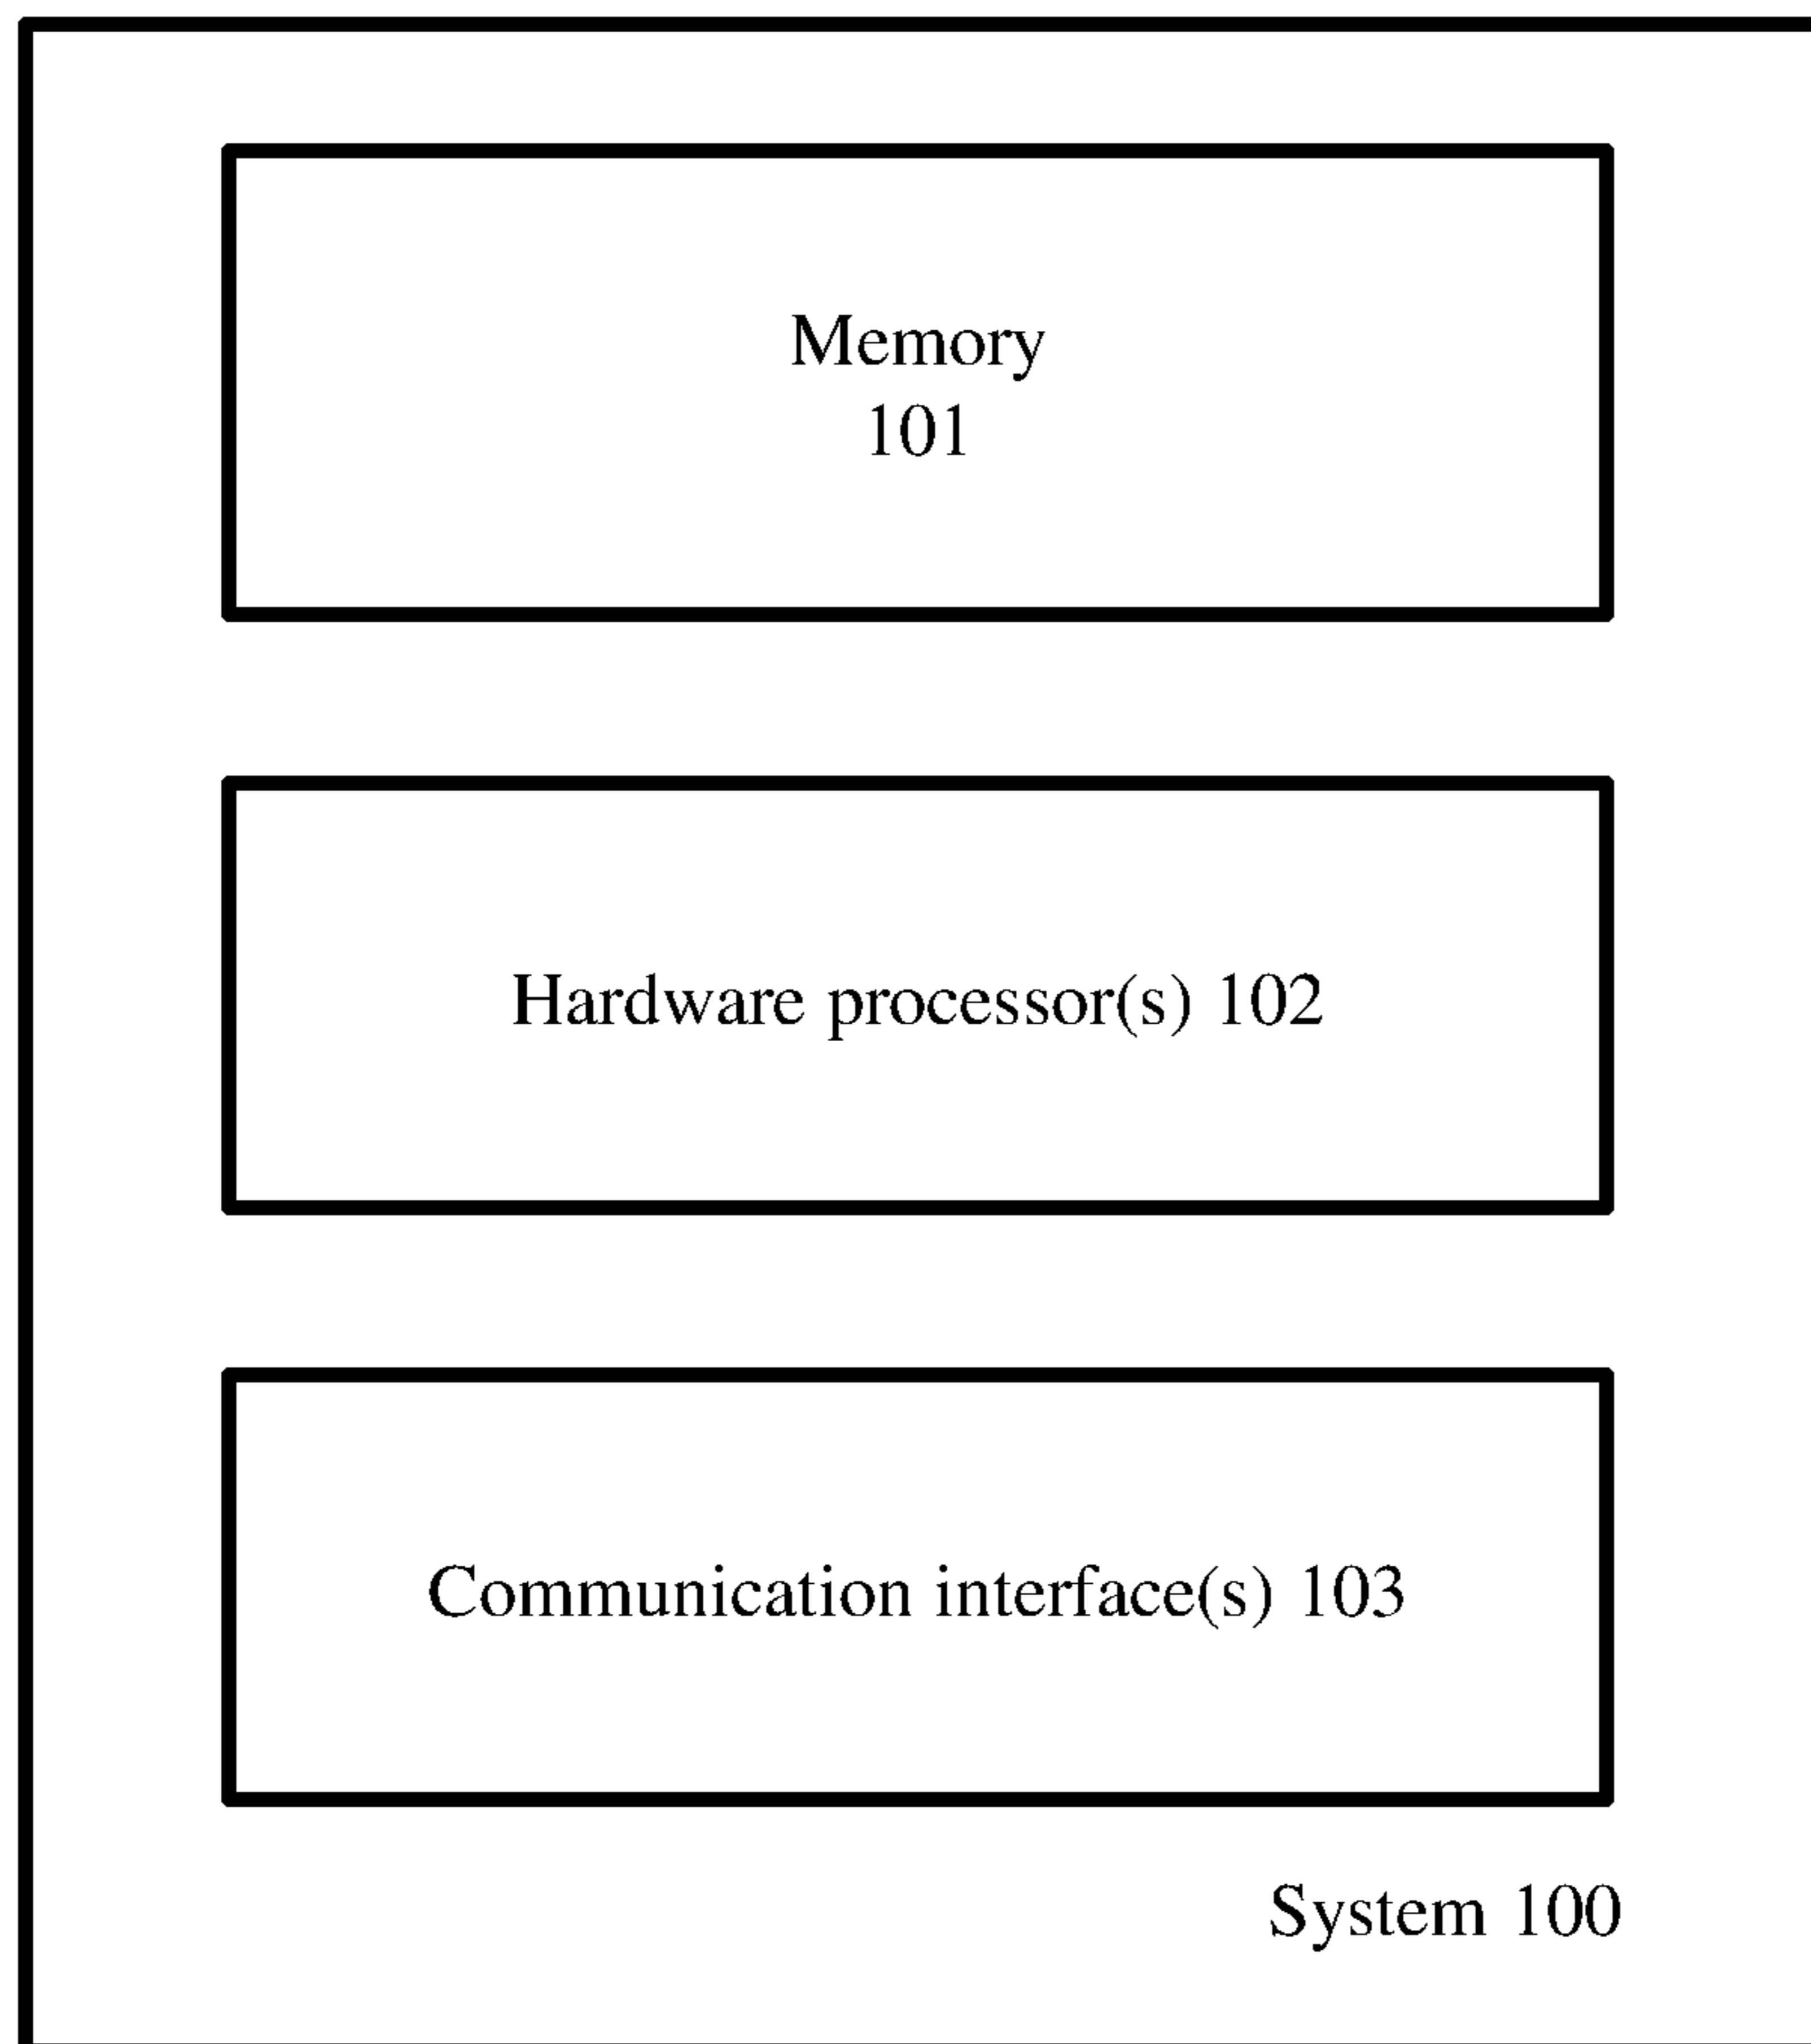 Memory
101
Hardware processor(s) 102
Communication interface(s) 103
System 100